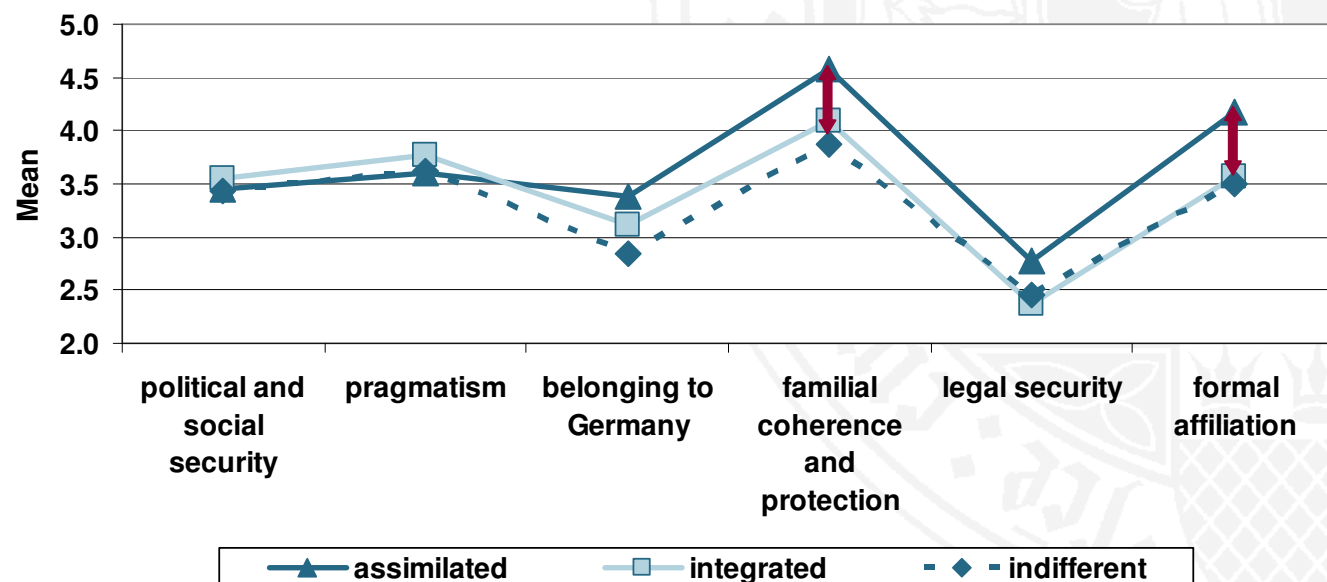 5.0
4.5
4.0
3.5
3.0
2.5
2.0
Mean
political and
social
security
pragmatism
belonging to
Germany
familial
coherence
and
protection
legal security
formal
affiliation
assimilated
integrated
indifferent